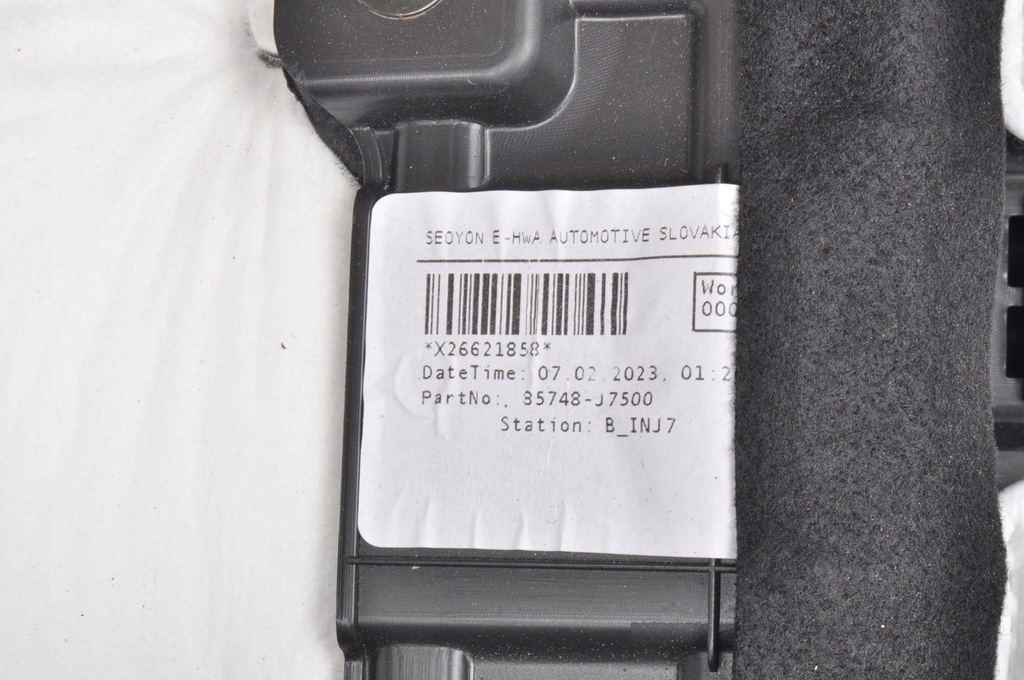 SEOYON E-HWA AUTOMOTIVE SLOVAKIA
Wor
000
*X26621858*
DateTime: 07.02.2023, 01:2
PartNo:, 85748-J7500
Station: B_INJ7